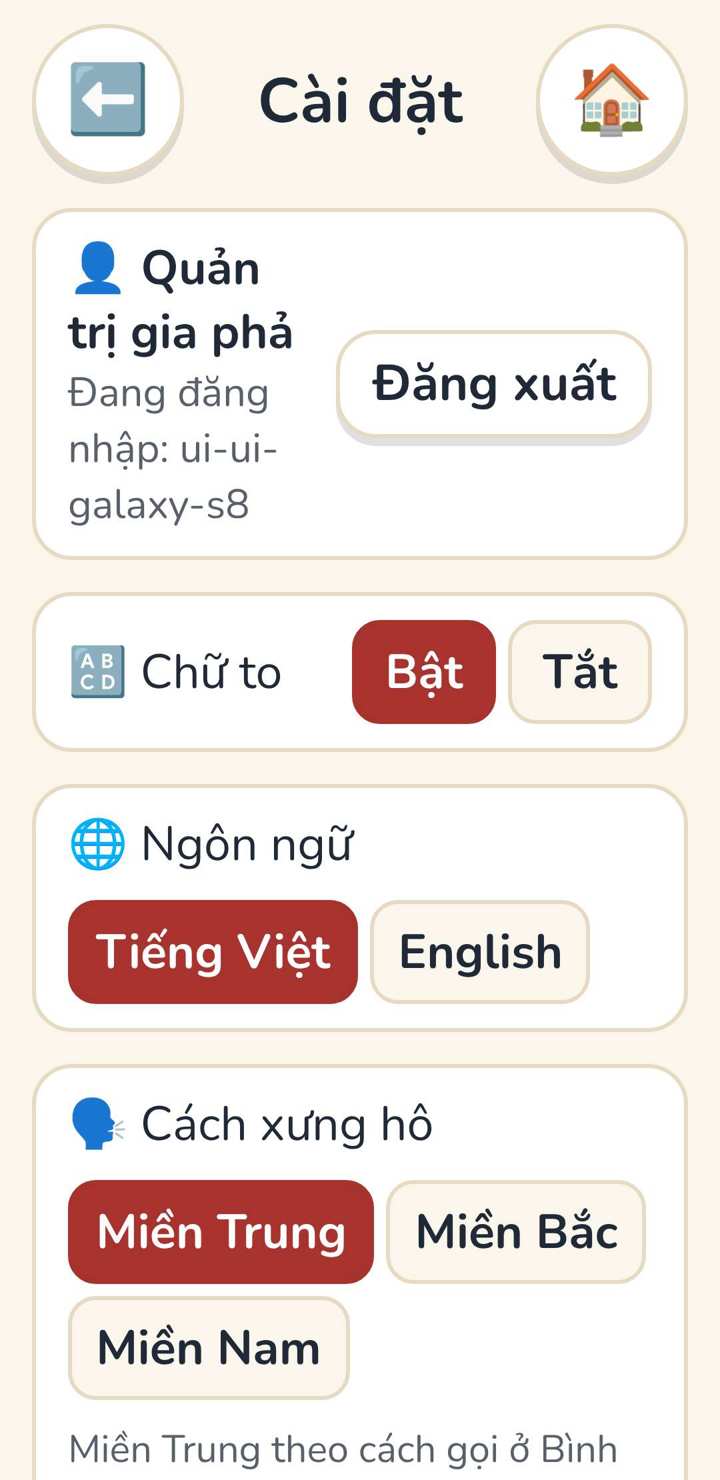 Cài đặt
Quản
trị gia phả
Đang đăng
nhập: ui-ui-
galaxy-s8
Đăng xuất
Chữ to
Bật
Tắt
Ngôn ngữ
Tiếng Việt
English
Cách xưng hô
Miền Trung
Miền Bắc
Miền Nam
Miền Trung theo cách gọi ở Bình